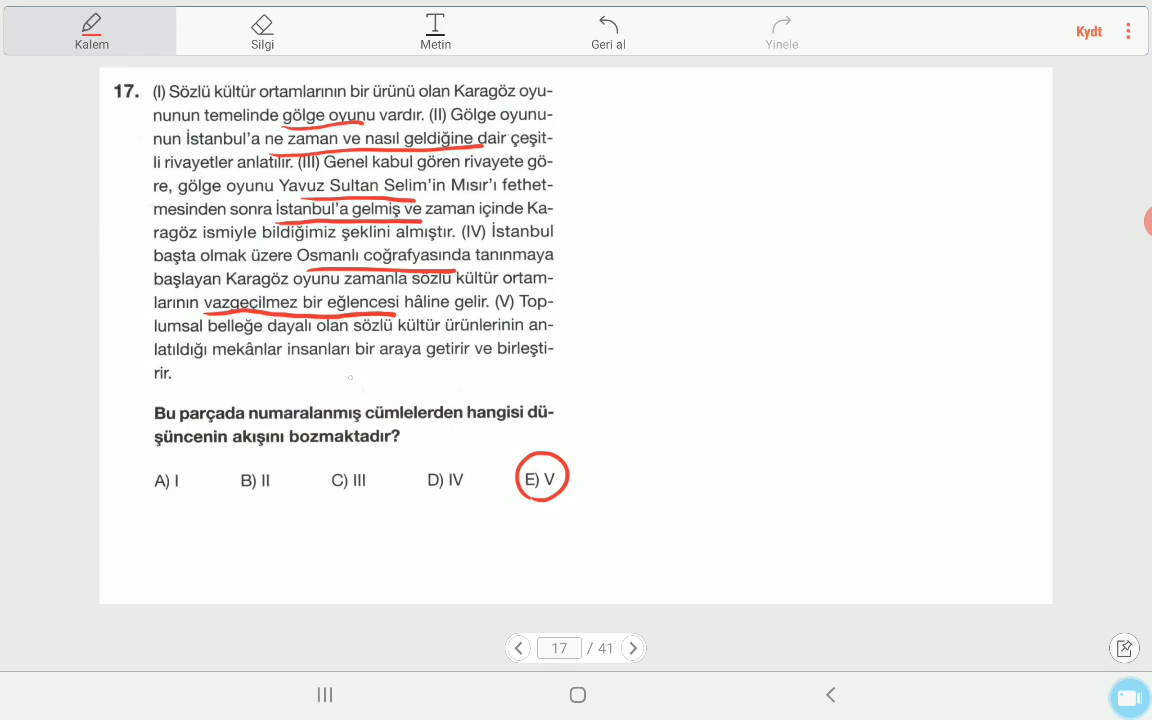 Kalem
Silgi
Metin
Geri al
Yinele
Kydt
17. (I) Sözlü kültür ortamlarının bir ürünü olan Karagöz oyu-
nunun temelinde gölge oyunu vardır. (II) Gölge oyunu-
nun İstanbul'a ne zaman ve nasıl geldiğine dair çeşit-
li rivayetler anlatılır. (III) Genel kabul gören rivayete gö-
re, gölge oyunu Yavuz Sultan Selim'in Mısır'ı fethet-
mesinden sonra İstanbul'a gelmiş ve zaman içinde Ka-
ragöz ismiyle bildiğimiz şeklini almıştır. (IV) İstanbul
başta olmak üzere Osmanlı coğrafyasında tanınmaya
başlayan Karagöz oyunu zamanla sözlü kültür ortam-
larının vazgeçilmez bir eğlencesi hâline gelir. (V) Top-
lumsal belleğe dayalı olan sözlü kültür ürünlerinin an-
latıldığı mekânlar insanları bir araya getirir ve birleşti-
rir.
Bu parçada numaralanmış cümlelerden hangisi dü-
şüncenin akışını bozmaktadır?
A) I B) II C) III D) IV E) V
17 / 41